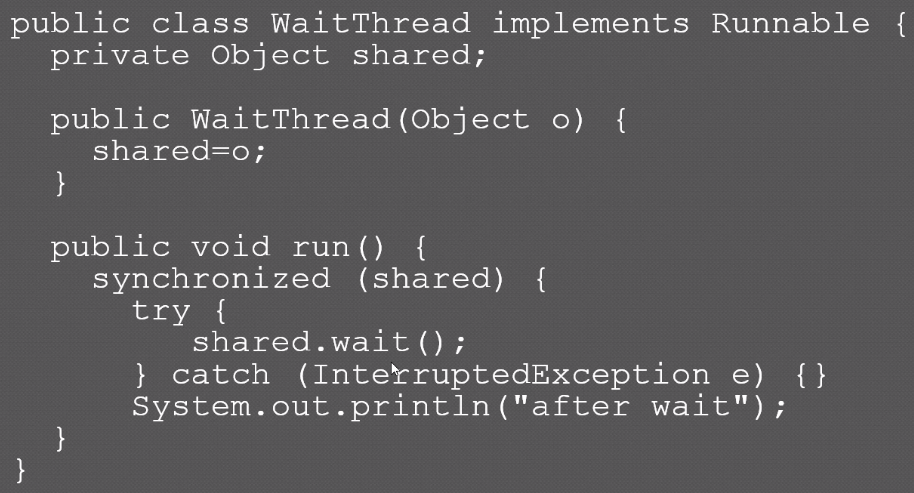 public class WaitThread implements Runnable {
  private Object shared;

  public WaitThread(Object o) {
    shared=o;
  }

  public void run() {
    synchronized (shared) {
      try {
         shared.wait();
      } catch (InterruptedException e) {}
      System.out.println("after wait");
  }
}